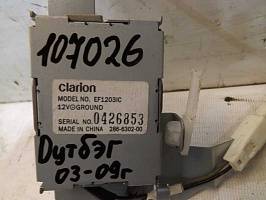 107026
clarion
MODEL NO. EF1203IC
12V⊖GROUND
SERIAL NO. 0426853
MADE IN CHINA 286-6302-00
Дутбэг
03-09г